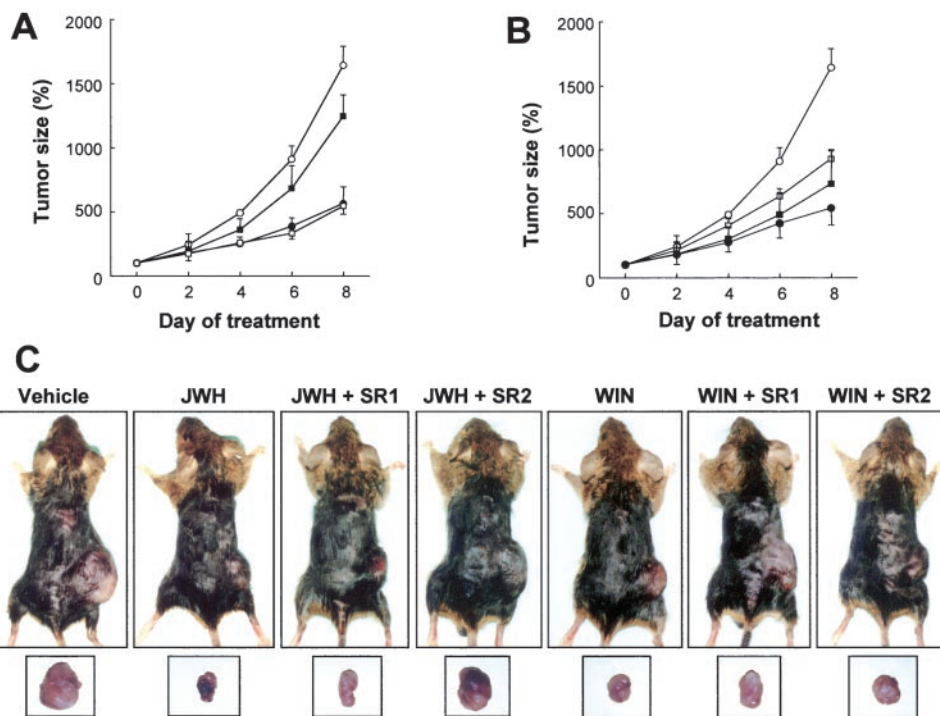 A
Tumor size (%)
2000
1500
1000
500
0
0 2 4 6 8
Day of treatment
B
Tumor size (%)
2000
1500
1000
500
0
0 2 4 6 8
Day of treatment
C
Vehicle JWH JWH + SR1 JWH + SR2 WIN WIN + SR1 WIN + SR2